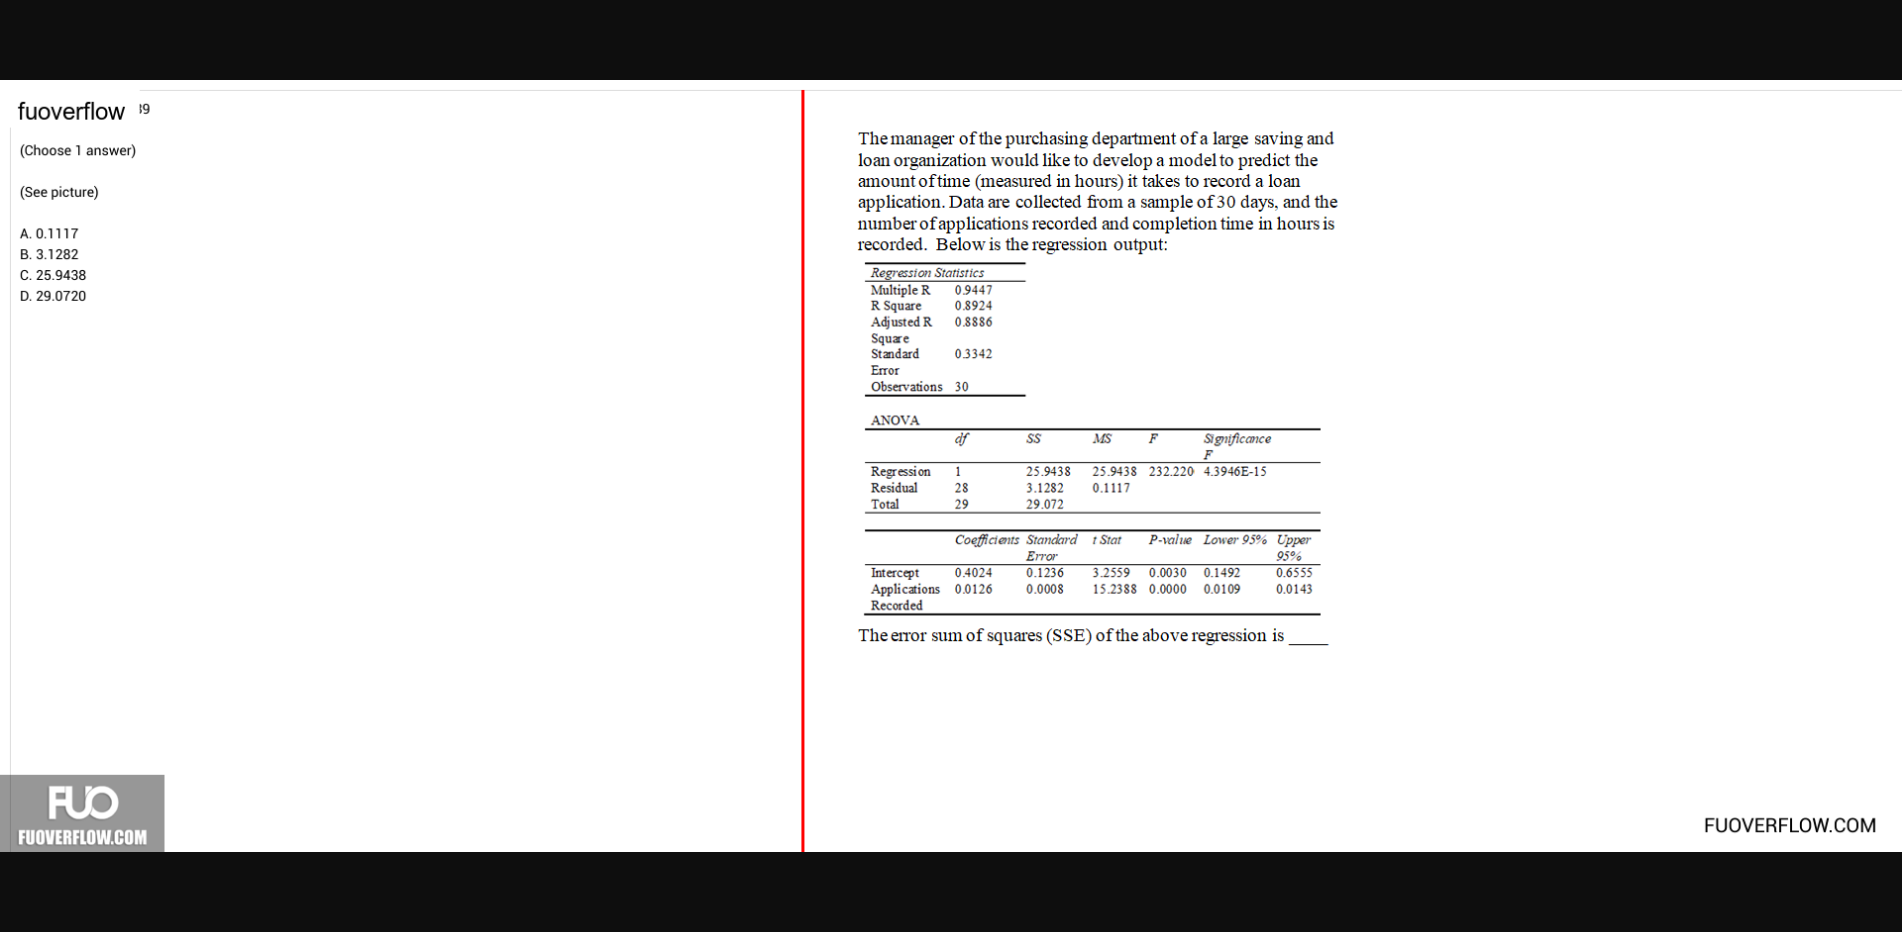 fuoverflow 39
(Choose 1 answer)
(See picture)
A. 0.1117
B. 3.1282
C. 25.9438
D. 29.0720
The manager of the purchasing department of a large saving and
loan organization would like to develop a model to predict the
amount of time (measured in hours) it takes to record a loan
application. Data are collected from a sample of 30 days, and the
number of applications recorded and completion time in hours is
recorded. Below is the regression output:
Regression Statistics
Multiple R 0.9447
R Square 0.8924
Adjusted R 0.8886
Square
Standard 0.3342
Error
Observations 30
ANOVA
df SS MS F Significance
F
Regression 1 25.9438 25.9438 232.220 4.3946E-15
Residual 28 3.1282 0.1117
Total 29 29.072
Coefficients Standard t Stat P-value Lower 95% Upper
Error 95%
Intercept 0.4024 0.1236 3.2559 0.0030 0.1492 0.6555
Applications 0.0126 0.0008 15.2388 0.0000 0.0109 0.0143
Recorded
The error sum of squares (SSE) of the above regression is ____
FUO
FUOVERFLOW.COM
FUOVERFLOW.COM